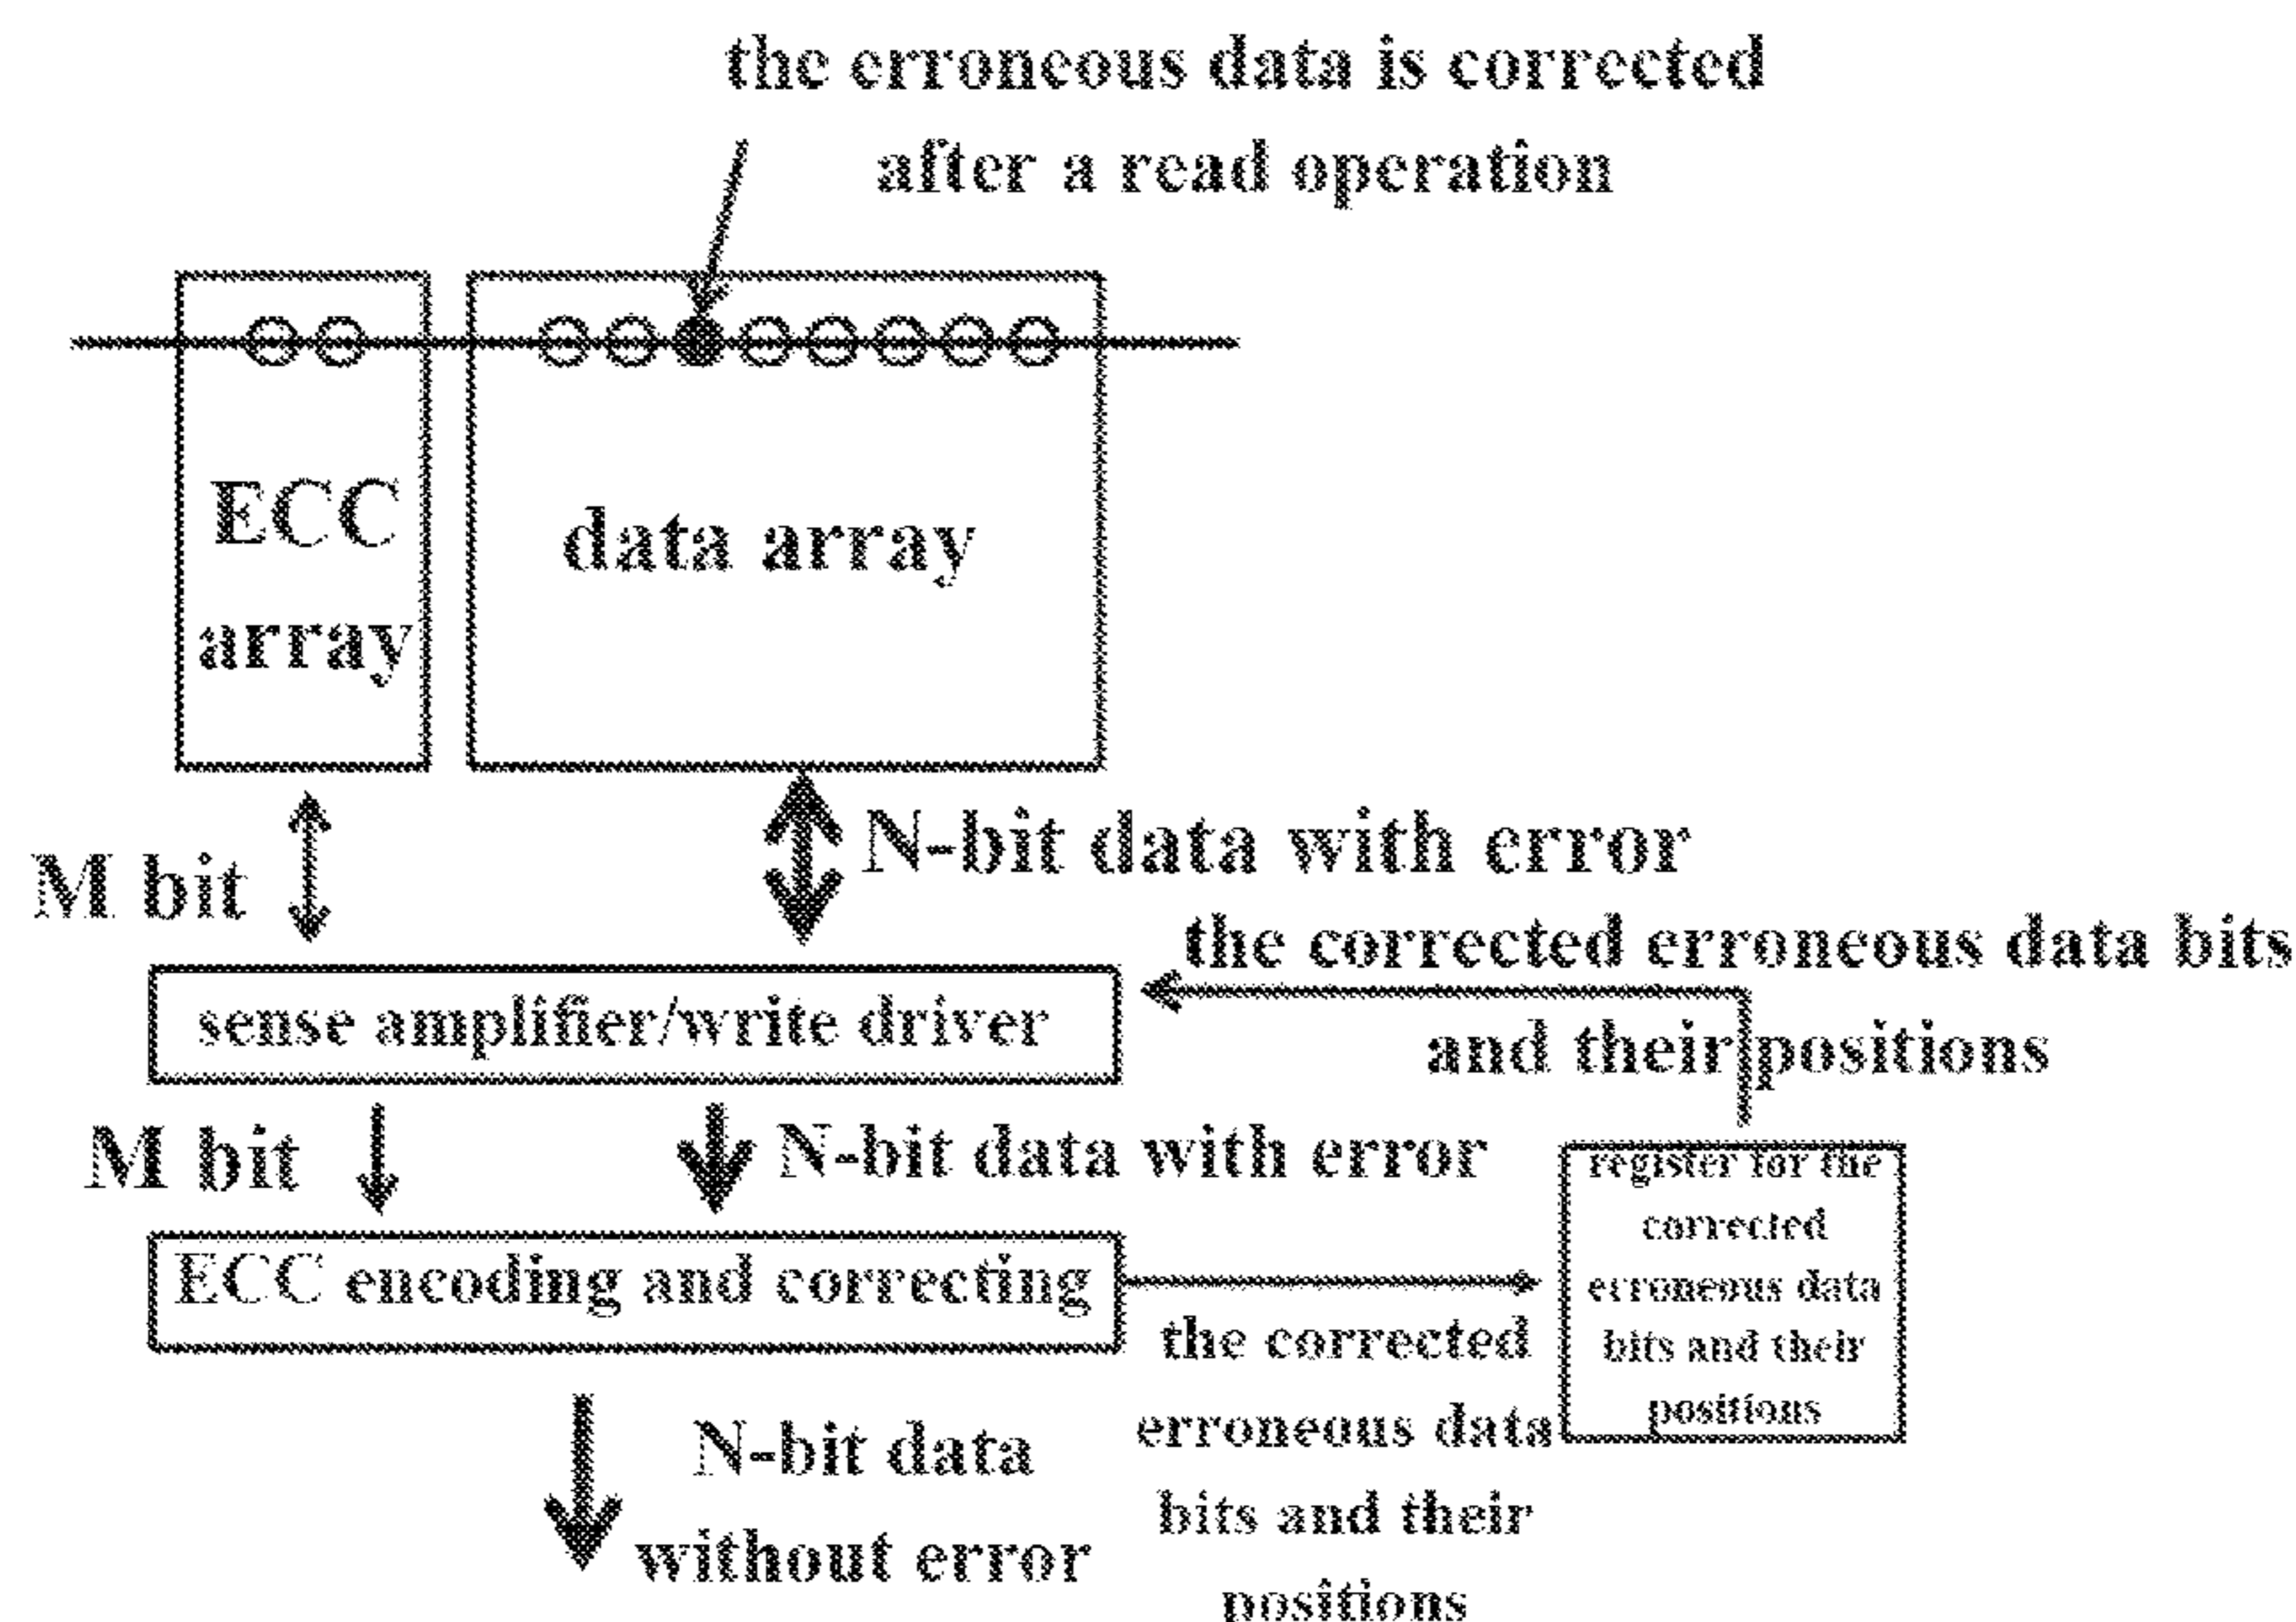 the erroneous data is corrected
after a read operation
ECC
array
data array
M bit
N-bit data with error
the corrected erroneous data bits
and their positions
sense amplifier/write driver
M bit
N-bit data with error
register for the
corrected
erroneous data
bits and their
positions
ECC encoding and correcting
the corrected
erroneous data
bits and their
positions
N-bit data
without error